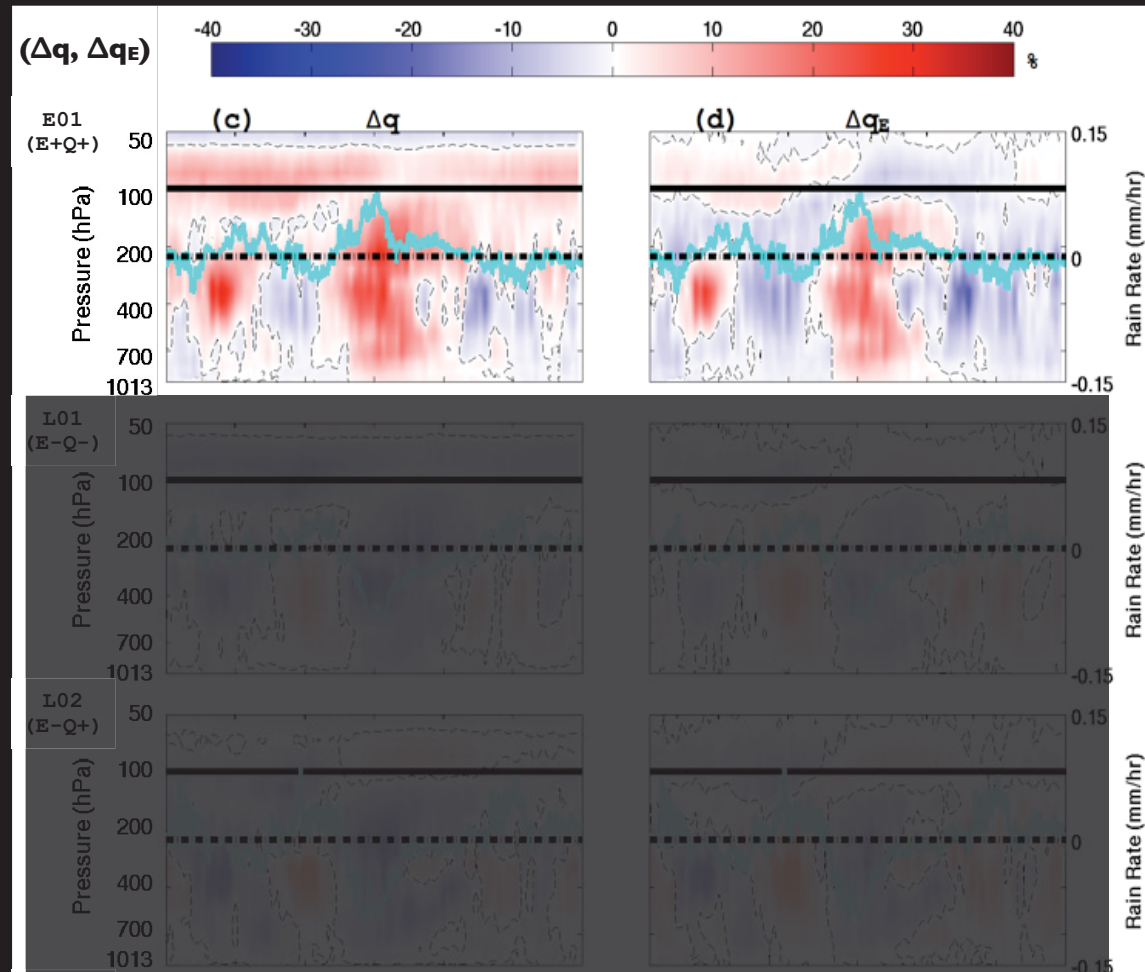 -40 -30 -20 -10 0 10 20 30 40
%
(Δq, Δqᴇ)
E01
(E+Q+)
(c) Δq
(d) Δqᴇ
Pressure (hPa)
50
100
200
400
700
1013
0.15
0
-0.15
Rain Rate (mm/hr)
L01
(E-Q-)
Pressure (hPa)
50
100
200
400
700
1013
0.15
0
-0.15
Rain Rate (mm/hr)
L02
(E-Q+)
Pressure (hPa)
50
100
200
400
700
1013
0.15
0
-0.15
Rain Rate (mm/hr)